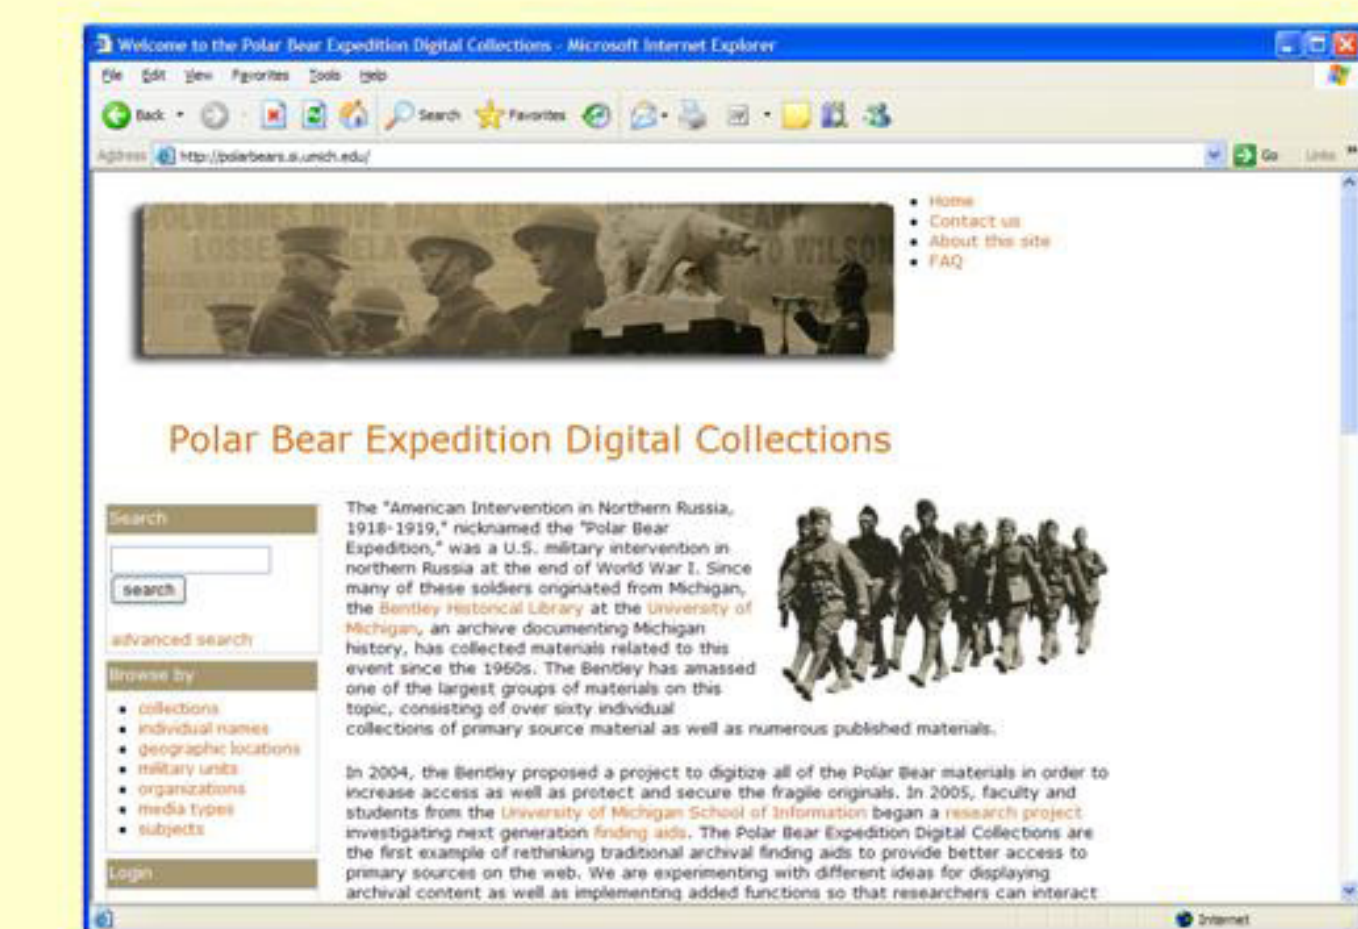 Welcome to the Polar Bear Expedition Digital Collections - Microsoft Internet Explorer
File Edit View Favorites Tools Help
Back Search Favorites
Address http://polarbears.si.umich.edu/ Go Links
WOLVERINES DRIVE BACK
TO WILSON
Home
Contact us
About this site
FAQ
Polar Bear Expedition Digital Collections
Search
search
advanced search
Browse by
collections
individual names
geographic locations
military units
organizations
media types
subjects
Login
The "American Intervention in Northern Russia,
1918-1919," nicknamed the "Polar Bear
Expedition," was a U.S. military intervention in
northern Russia at the end of World War I. Since
many of these soldiers originated from Michigan,
the Bentley Historical Library at the University of
Michigan, an archive documenting Michigan
history, has collected materials related to this
event since the 1960s. The Bentley has amassed
one of the largest groups of materials on this
topic, consisting of over sixty individual
collections of primary source material as well as numerous published materials.
In 2004, the Bentley proposed a project to digitize all of the Polar Bear materials in order to
increase access as well as protect and secure the fragile originals. In 2005, faculty and
students from the University of Michigan School of Information began a research project
investigating next generation finding aids. The Polar Bear Expedition Digital Collections are
the first example of rethinking traditional archival finding aids to provide better access to
primary sources on the web. We are experimenting with different ideas for displaying
archival content as well as implementing added functions so that researchers can interact
Internet